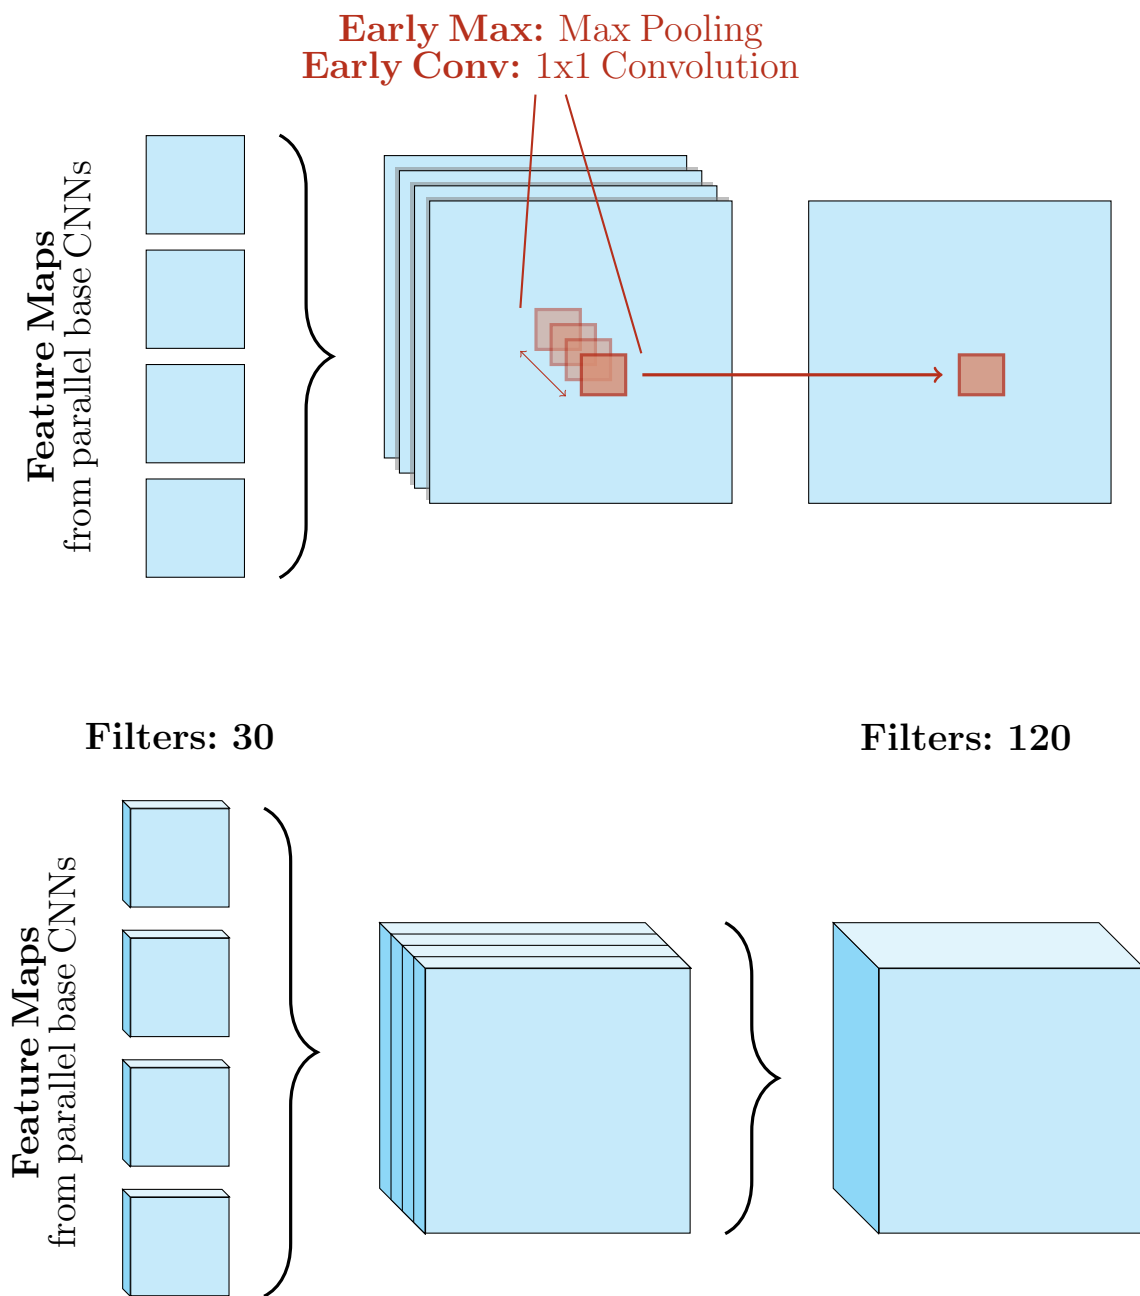 Early Max: Max Pooling
Early Conv: 1x1 Convolution
Feature Maps
from parallel base CNNs
Filters: 30
Filters: 120
Feature Maps
from parallel base CNNs